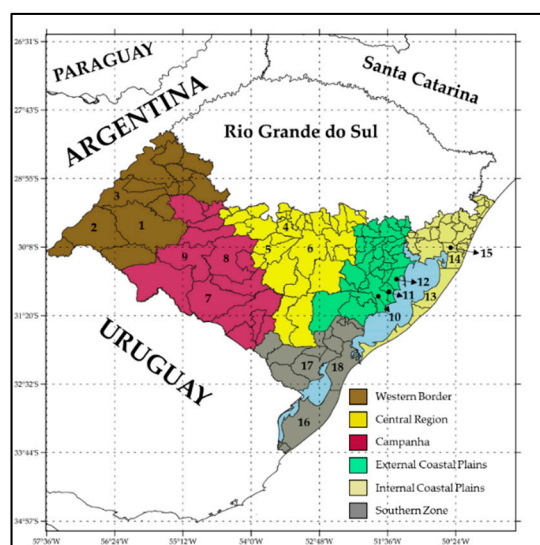 26°31'S
PARAGUAY
Santa Catarina
27°43'S
ARGENTINA
Rio Grande do Sul
28°55'S
3
4
2
1
5
6
30°8'S
9
8
14
15
12
7
11
13
31°20'S
10
URUGUAY
17
18
32°32'S
Western Border
16
Central Region
33°44'S
Campanha
External Coastal Plains
Internal Coastal Plains
34°57'S
Southern Zone
57°36'W
56°24'W
55°12'W
54°0'W
52°48'W
51°36'W
50°24'W